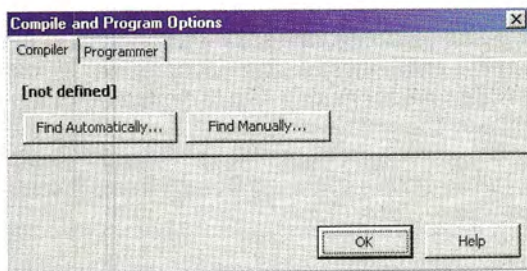 Compile and Program Options
Compiler Programmer
[not defined]
Find Automatically... Find Manually...
OK Help